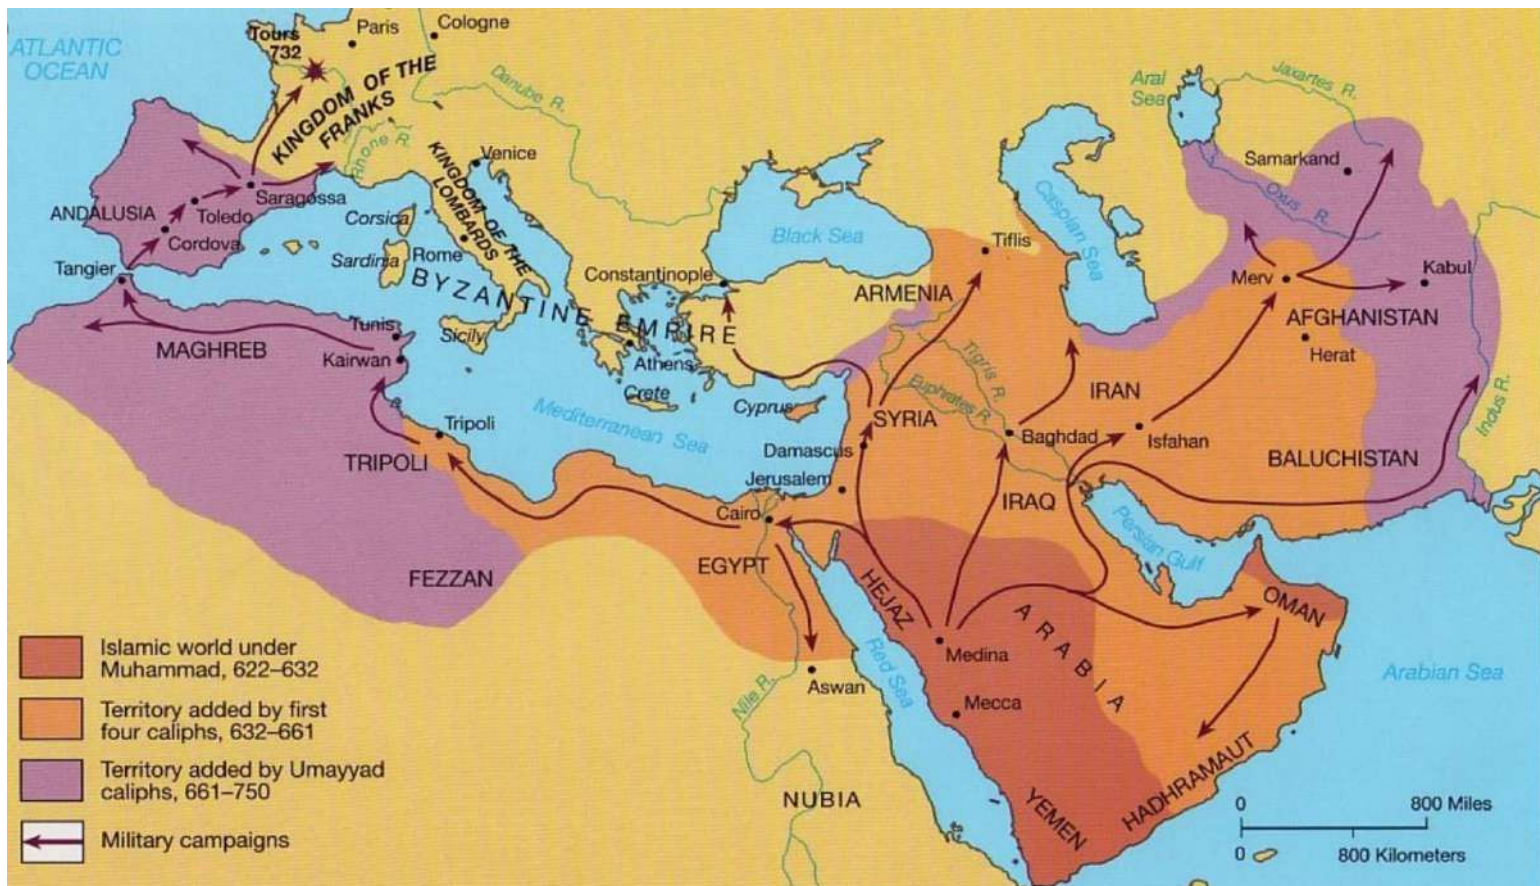 Tours
732
Paris
Cologne
ATLANTIC
OCEAN
KINGDOM OF THE
FRANKS
Danube R.
Rhone R.
KINGDOM OF THE
LOMBARDS
Venice
Aral
Sea
Jaxartes R.
Samarkand
Oxus R.
Saragossa
ANDALUSIA
Toledo
Cordova
Corsica
Sardinia
Rome
Tangier
BYZANTINE EMPIRE
Constantinople
Black Sea
Caspian Sea
Tiflis
ARMENIA
Merv
Kabul
AFGHANISTAN
Herat
Tunis
MAGHREB
Kairwan
Sicily
Athens
Crete
Cyprus
Tigris R.
Euphrates R.
IRAN
SYRIA
Baghdad
Isfahan
Indus R.
Mediterranean Sea
Tripoli
TRIPOLI
Damascus
Jerusalem
BALUCHISTAN
Cairo
IRAQ
Persian Gulf
EGYPT
FEZZAN
HEJAZ
ARABIA
OMAN
Medina
Mecca
Red Sea
Arabian Sea
Aswan
Nile R.
NUBIA
YEMEN
HADHRAMAUT
Islamic world under
Muhammad, 622–632
Territory added by first
four caliphs, 632–661
Territory added by Umayyad
caliphs, 661–750
Military campaigns
0 800 Miles
0 800 Kilometers